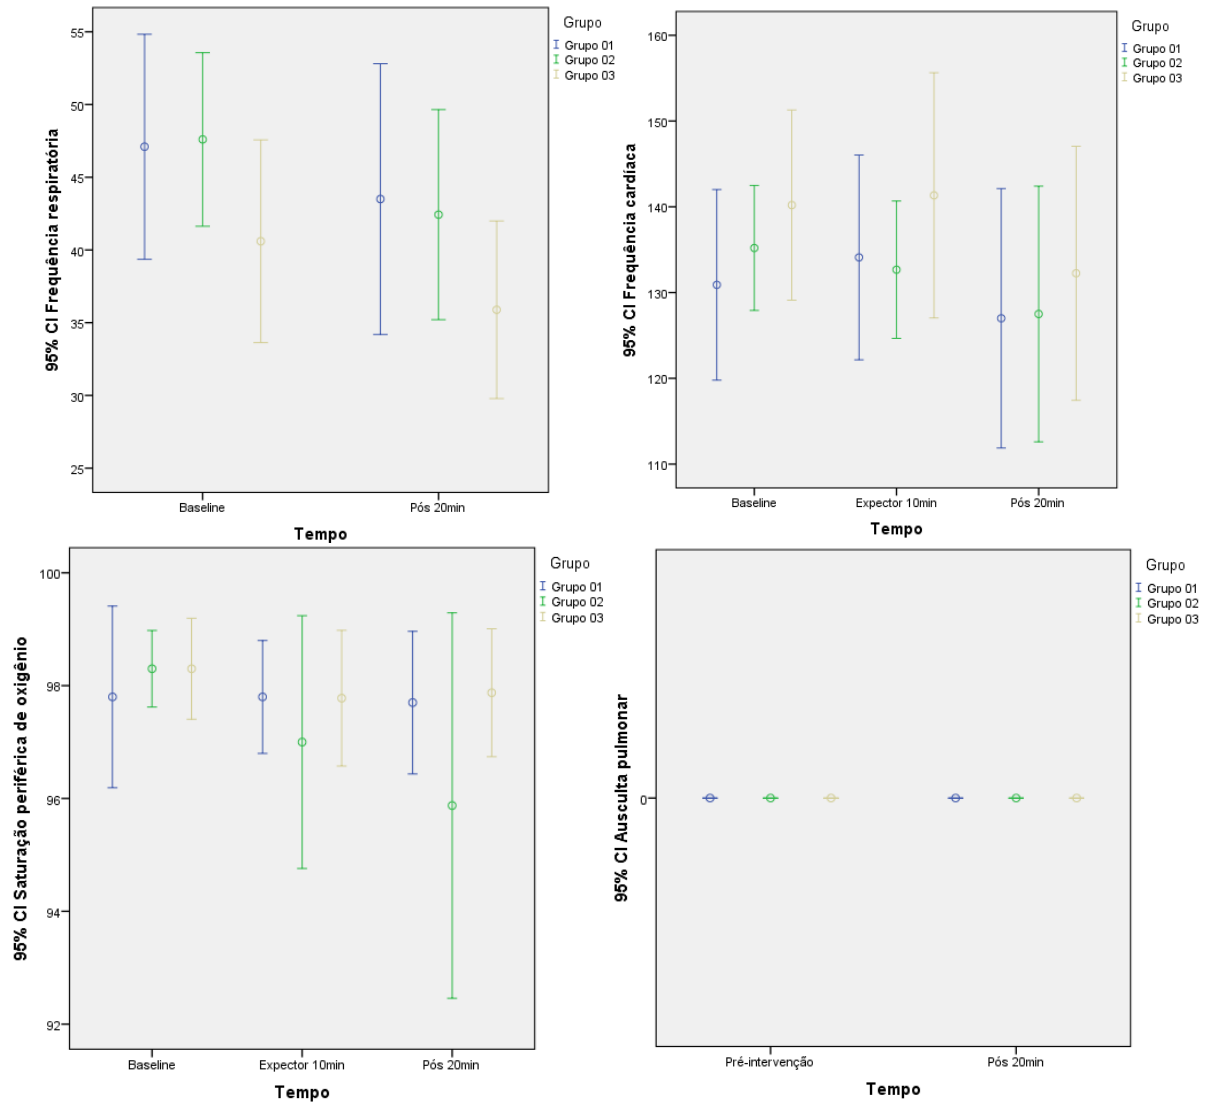 95% CI Frequência respiratória
55
50
45
40
35
30
25
Baseline
Pós 20min
Tempo
Grupo
Grupo 01
Grupo 02
Grupo 03
95% CI Frequência cardíaca
160
150
140
130
120
110
Baseline
Expector 10min
Pós 20min
Tempo
Grupo
Grupo 01
Grupo 02
Grupo 03
95% CI Saturação periférica de oxigênio
100
98
96
94
92
Baseline
Expector 10min
Pós 20min
Tempo
Grupo
Grupo 01
Grupo 02
Grupo 03
95% CI Ausculta pulmonar
0
Pré-intervenção
Pós 20min
Tempo
Grupo
Grupo 01
Grupo 02
Grupo 03